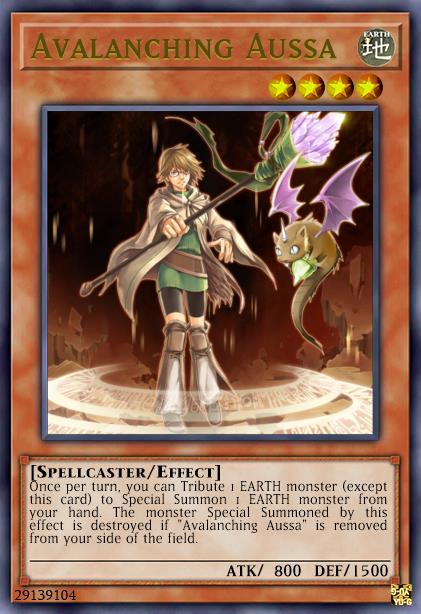 Avalanching Aussa
EARTH
地
[Spellcaster/Effect]
Once per turn, you can Tribute 1 EARTH monster (except
this card) to Special Summon 1 EARTH monster from
your hand. The monster Special Summoned by this
effect is destroyed if "Avalanching Aussa" is removed
from your side of the field.
ATK/ 800 DEF/1500
29139104